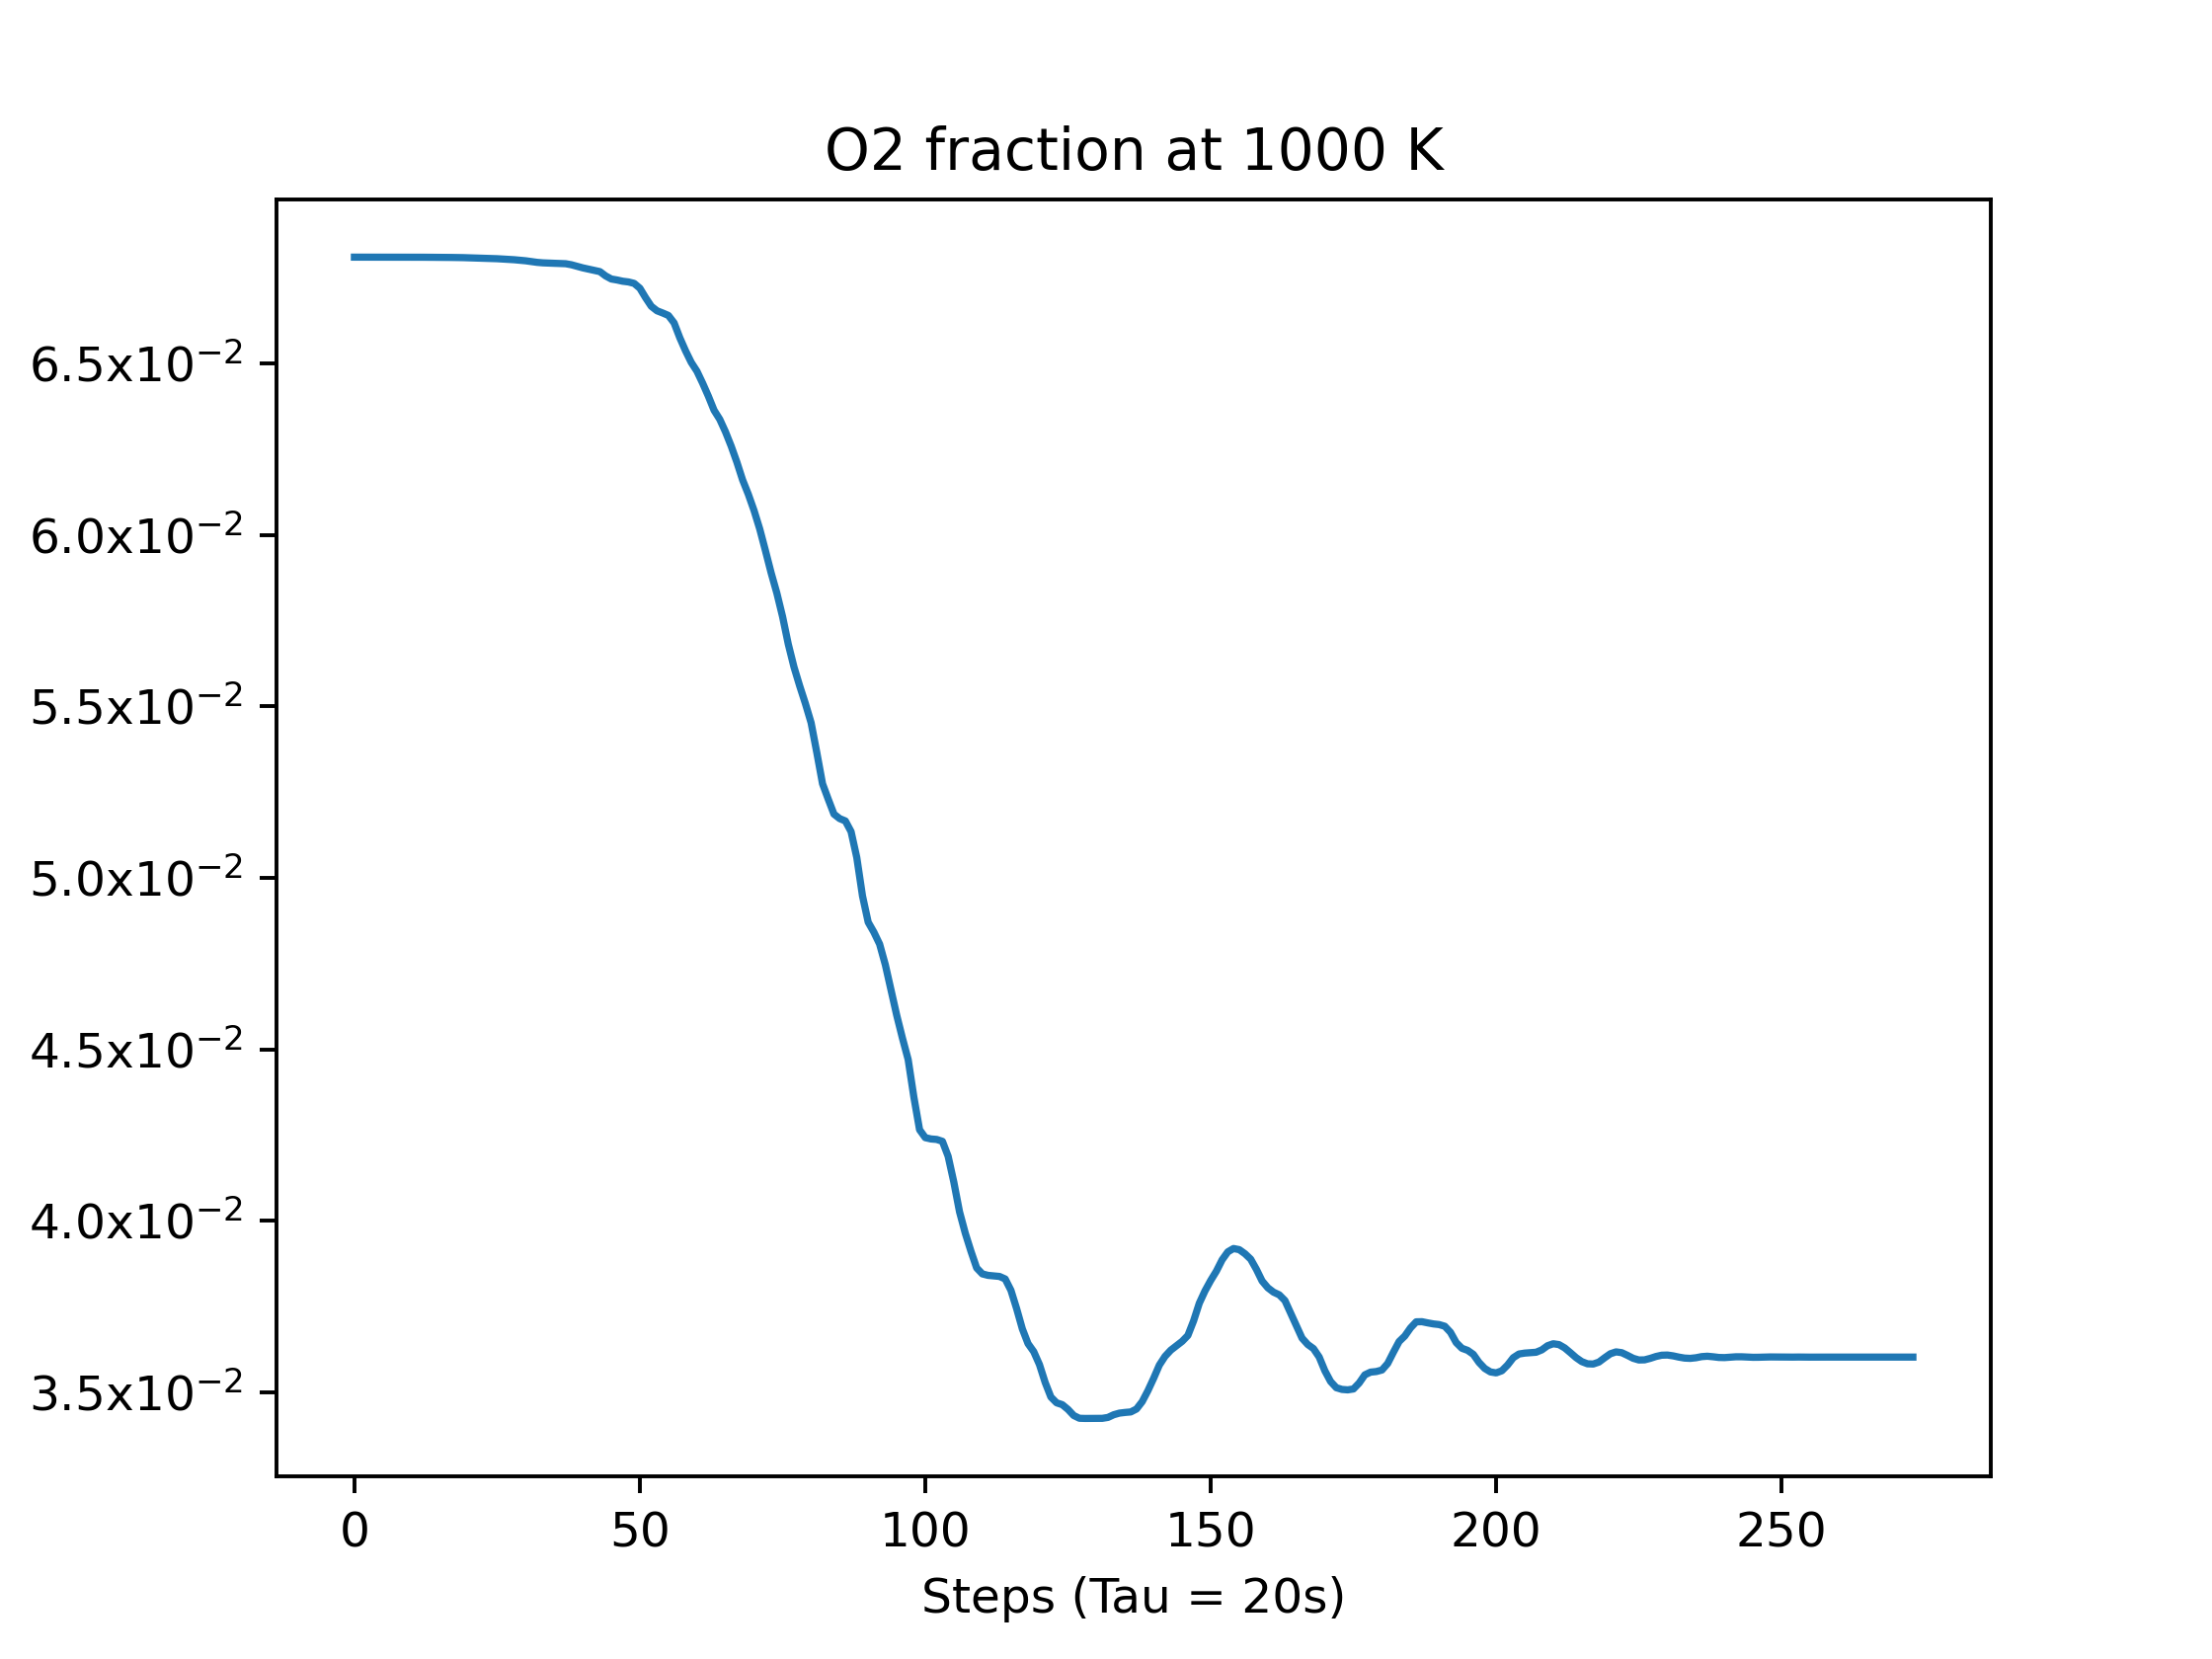 O2 fraction at 1000 K
6.5x10⁻²
6.0x10⁻²
5.5x10⁻²
5.0x10⁻²
4.5x10⁻²
4.0x10⁻²
3.5x10⁻²
0 50 100 150 200 250
Steps (Tau = 20s)